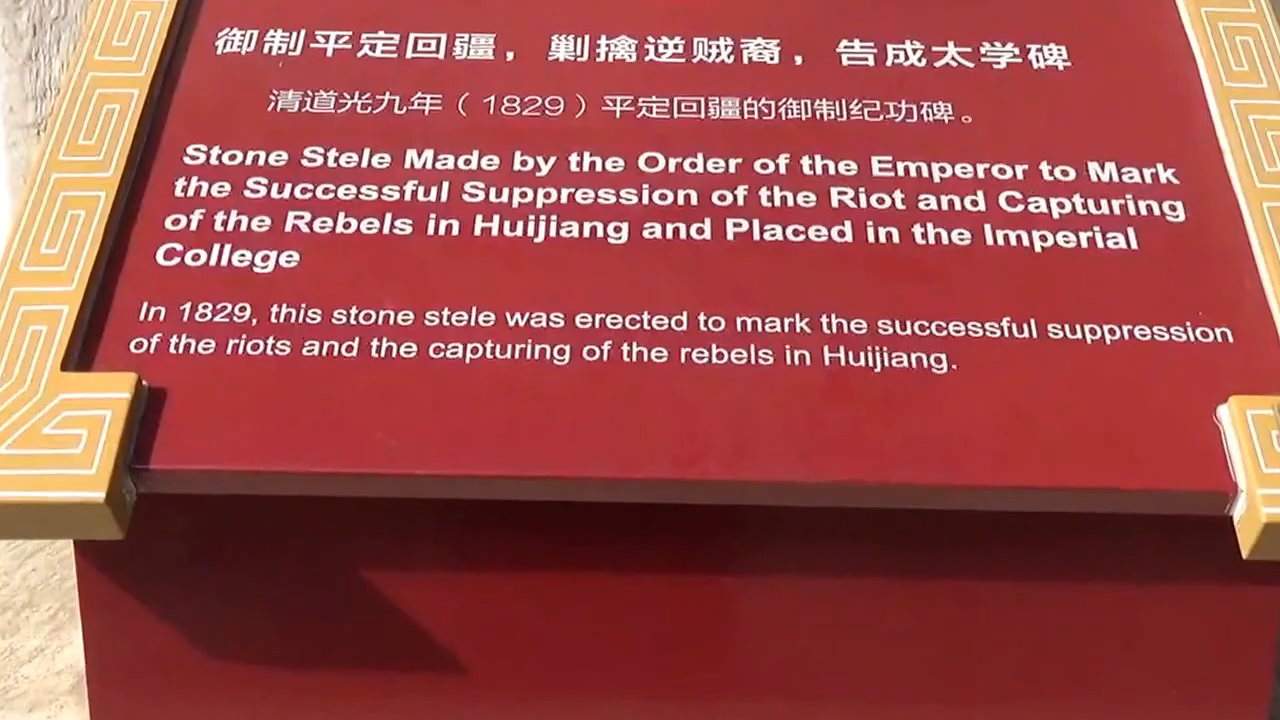 御制平定回疆，剿擒逆贼裔，告成太学碑
清道光九年（1829）平定回疆的御制纪功碑。
Stone Stele Made by the Order of the Emperor to Mark
the Successful Suppression of the Riot and Capturing
of the Rebels in Huijiang and Placed in the Imperial
College
In 1829, this stone stele was erected to mark the successful suppression
of the riots and the capturing of the rebels in Huijiang.